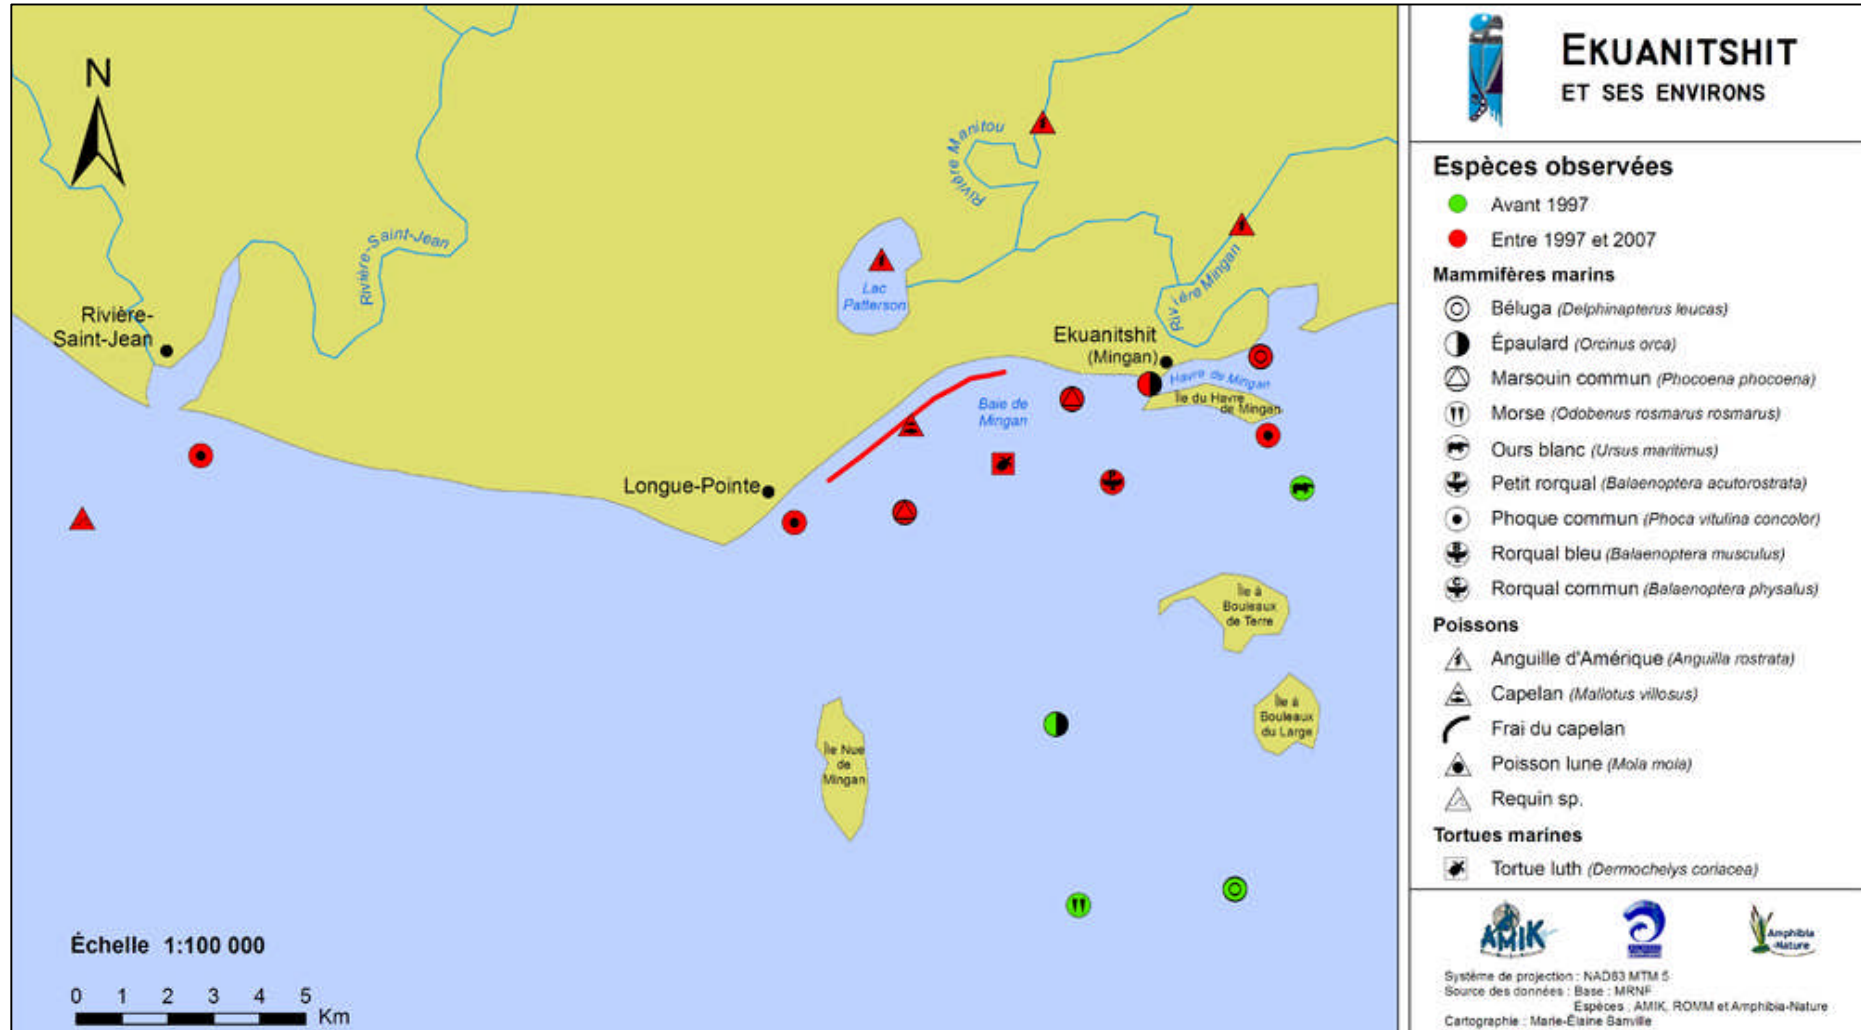 N
Rivière Manitou
Rivière-Saint-Jean
Rivière Mingan
Lac
Patterson
Rivière-
Saint-Jean
Ekuanitshit
(Mingan)
Havre de Mingan
Île du Havre
de Mingan
Baie de
Mingan
Longue-Pointe
Île à
Bouleaux
de Terre
Île à
Bouleaux
du Large
Île Nue
de
Mingan
Échelle 1:100 000
0 1 2 3 4 5
Km
EKUANITSHIT
ET SES ENVIRONS
Espèces observées
Avant 1997
Entre 1997 et 2007
Mammifères marins
Béluga (Delphinapterus leucas)
Épaulard (Orcinus orca)
Marsouin commun (Phocoena phocoena)
Morse (Odobenus rosmarus rosmarus)
Ours blanc (Ursus maritimus)
Petit rorqual (Balaenoptera acutorostrata)
Phoque commun (Phoca vitulina concolor)
Rorqual bleu (Balaenoptera musculus)
Rorqual commun (Balaenoptera physalus)
Poissons
Anguille d'Amérique (Anguilla rostrata)
Capelan (Mallotus villosus)
Frai du capelan
Poisson lune (Mola mola)
Requin sp.
Tortues marines
Tortue luth (Dermochelys coriacea)
AMIK
Amphibia
-Nature
Système de projection : NAD83 MTM 5
Source des données : Base : MRNF
Espèces : AMIK, ROMM et Amphibia-Nature
Cartographie : Marie-Élaine Banville